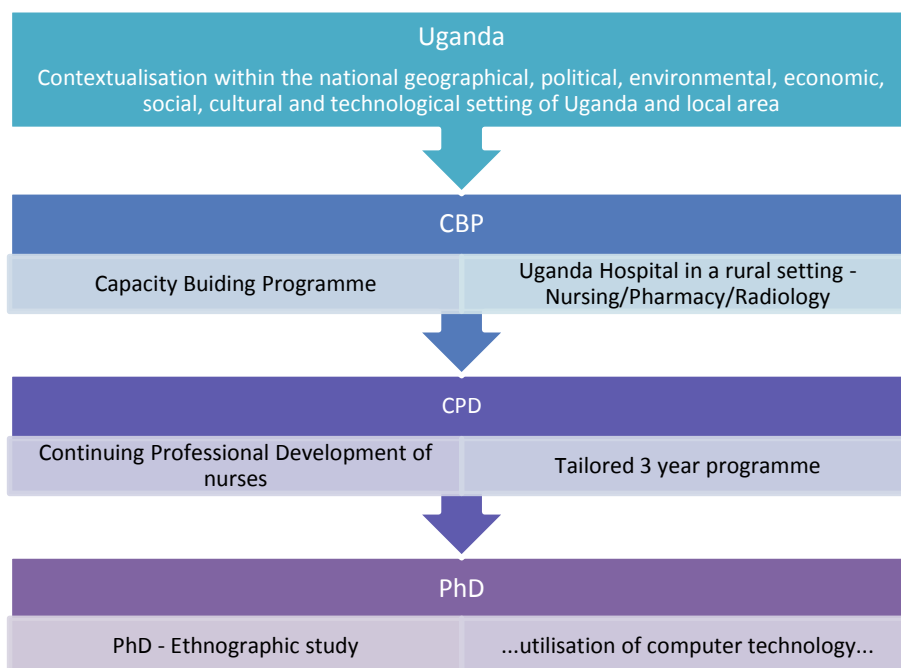 Uganda
Contextualisation within the national geographical, political, environmental, economic,
social, cultural and technological setting of Uganda and local area
CBP
Capacity Buiding Programme
Uganda Hospital in a rural setting -
Nursing/Pharmacy/Radiology
CPD
Continuing Professional Development of
nurses
Tailored 3 year programme
PhD
PhD - Ethnographic study
...utilisation of computer technology...